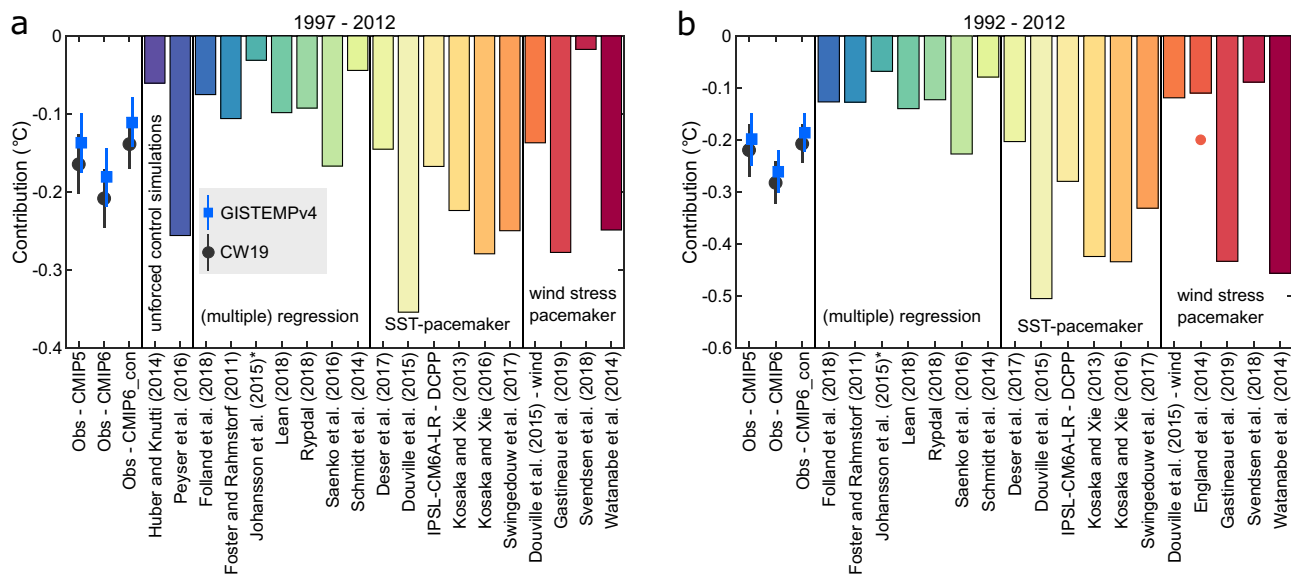 a
1997 - 2012
Contribution (°C)
0
-0.1
-0.2
-0.3
-0.4
unforced control simulations
GISTEMPv4
CW19
(multiple) regression
SST-pacemaker
wind stress
pacemaker
Obs - CMIP5
Obs - CMIP6
Obs - CMIP6_con
Huber and Knutti (2014)
Peyser et al. (2016)
Folland et al. (2018)
Foster and Rahmstorf (2011)
Johansson et al. (2015)*
Lean (2018)
Rypdal (2018)
Saenko et al. (2016)
Schmidt et al. (2014)
Deser et al. (2017)
Douville et al. (2015)
IPSL-CM6A-LR - DCPP
Kosaka and Xie (2013)
Kosaka and Xie (2016)
Swingedouw et al. (2017)
Douville et al. (2015) - wind
Gastineau et al. (2019)
Svendsen et al. (2018)
Watanabe et al. (2014)
b
1992 - 2012
Contribution (°C)
0
-0.1
-0.2
-0.3
-0.4
-0.5
-0.6
(multiple) regression
SST-pacemaker
wind stress
pacemaker
Obs - CMIP5
Obs - CMIP6
Obs - CMIP6_con
Folland et al. (2018)
Foster and Rahmstorf (2011)
Johansson et al. (2015)*
Lean (2018)
Rypdal (2018)
Saenko et al. (2016)
Schmidt et al. (2014)
Deser et al. (2017)
Douville et al. (2015)
IPSL-CM6A-LR - DCPP
Kosaka and Xie (2013)
Kosaka and Xie (2016)
Swingedouw et al. (2017)
Douville et al. (2015) - wind
England et al. (2014)
Gastineau et al. (2019)
Svendsen et al. (2018)
Watanabe et al. (2014)